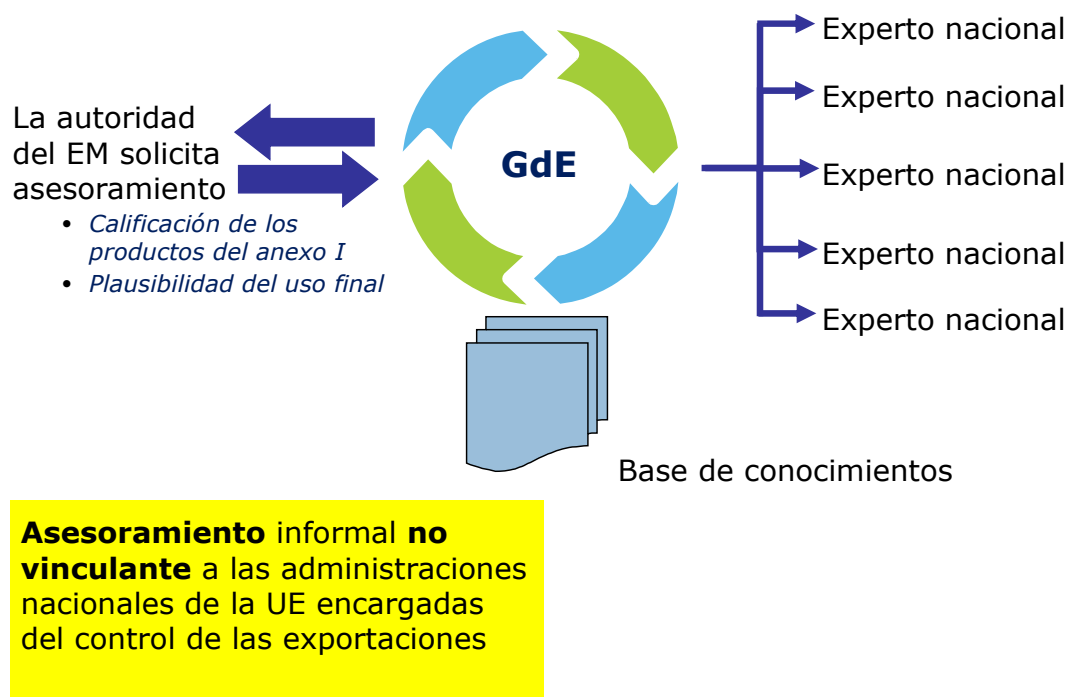 La autoridad
del EM solicita
asesoramiento
• Calificación de los
productos del anexo I
• Plausibilidad del uso final
GdE
Experto nacional
Experto nacional
Experto nacional
Experto nacional
Experto nacional
Base de conocimientos
Asesoramiento informal no
vinculante a las administraciones
nacionales de la UE encargadas
del control de las exportaciones